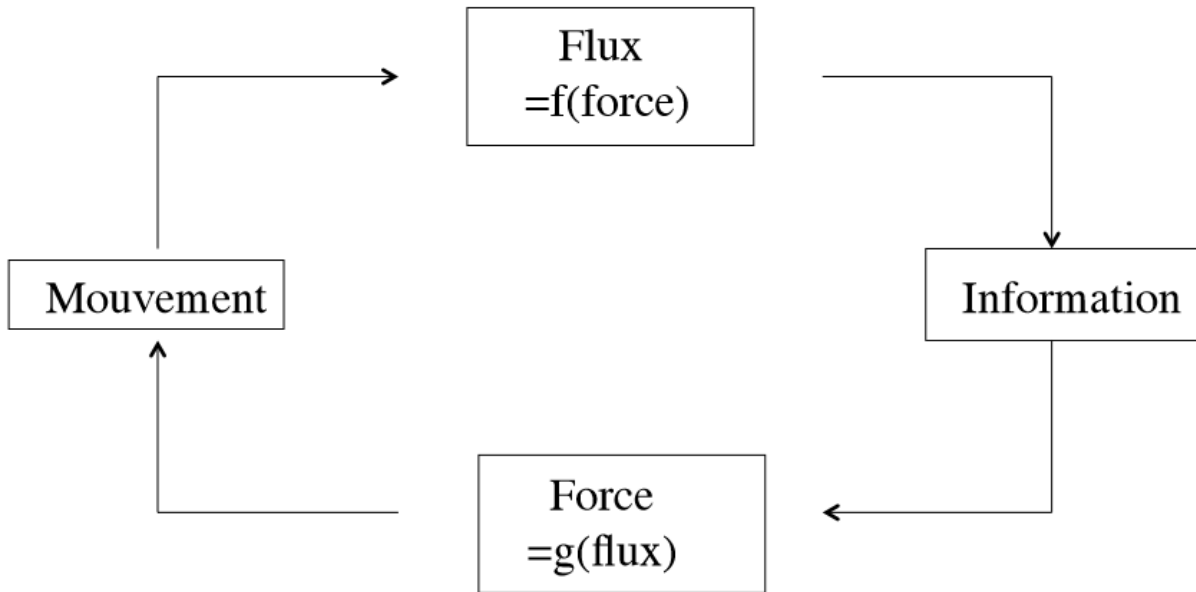 Flux
=f(force)
Mouvement
Information
Force
=g(flux)